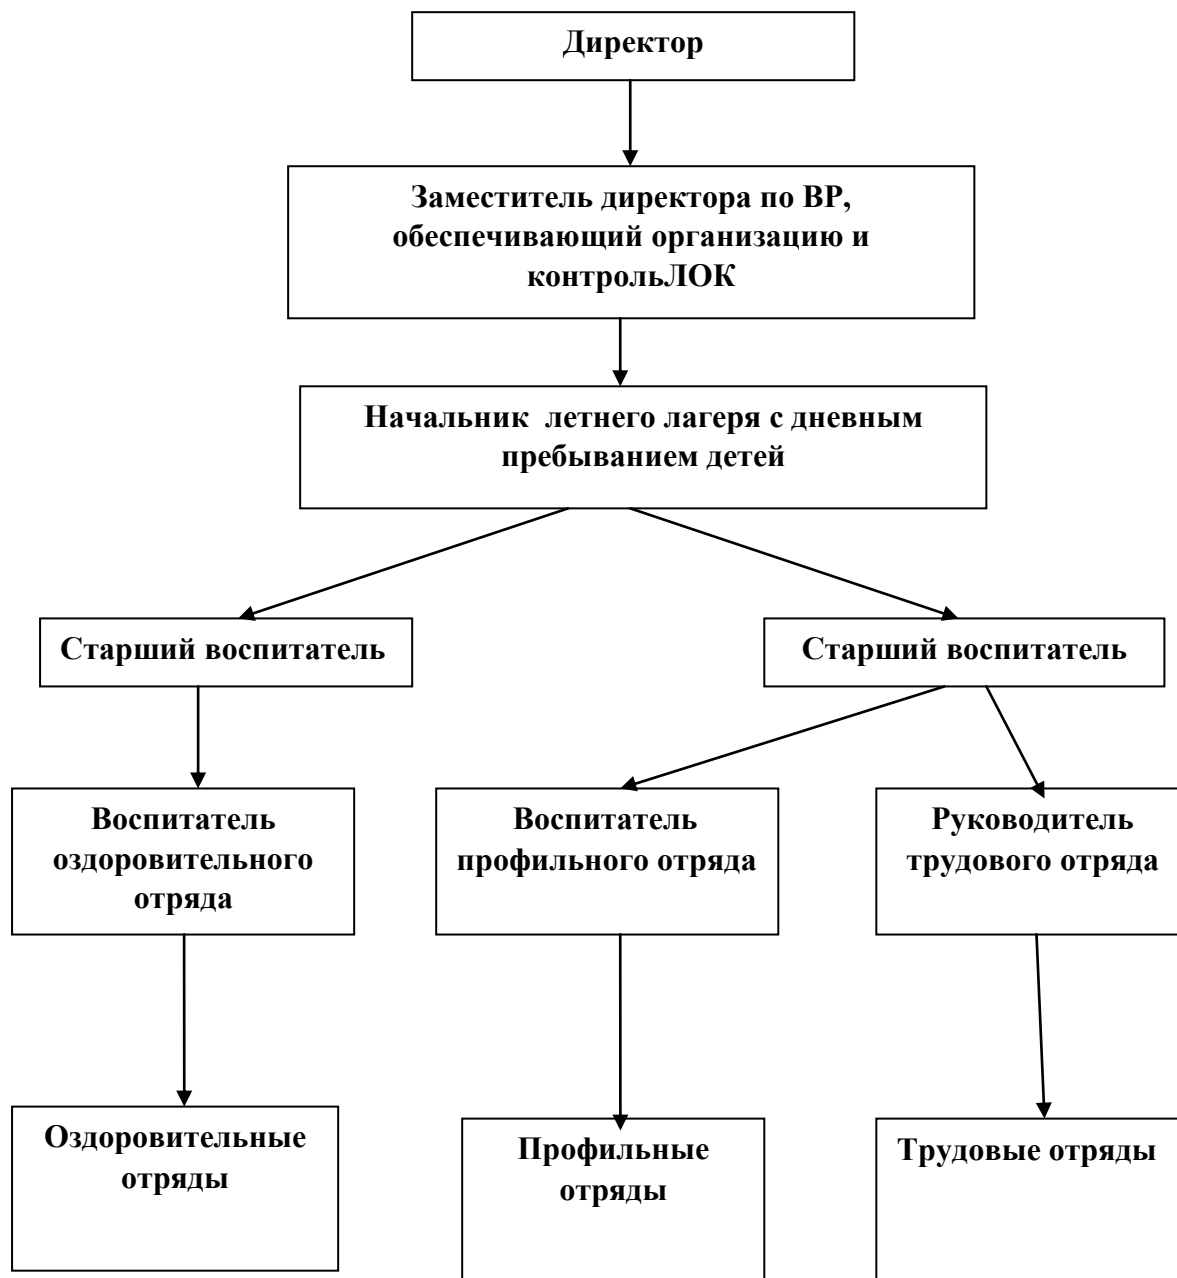 Директор
Заместитель директора по ВР,
обеспечивающий организацию и
контрольЛОК
Начальник  летнего лагеря с дневным
пребыванием детей
Старший воспитатель
Старший воспитатель
Воспитатель
оздоровительного
отряда
Воспитатель
профильного отряда
Руководитель
трудового отряда
Оздоровительные
отряды
Профильные
отряды
Трудовые отряды